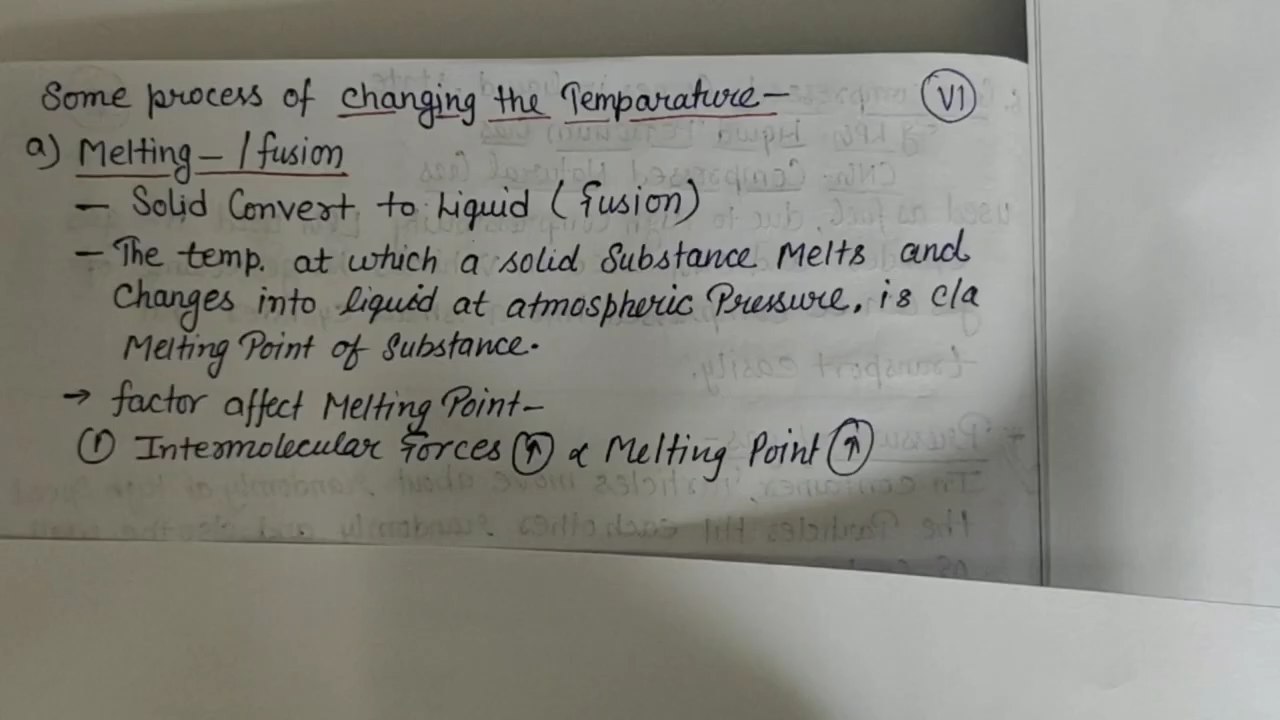 Some process of changing the Temparature-
VI
a) Melting - / fusion
- Solid Convert to Liquid (fusion)
- The temp. at which a solid Substance Melts and
Changes into liquid at atmospheric Pressure, is c/a
Melting Point of Substance.
→ factor affect Melting Point-
① Intermolecular forces ↑ ∝ Melting Point ↑